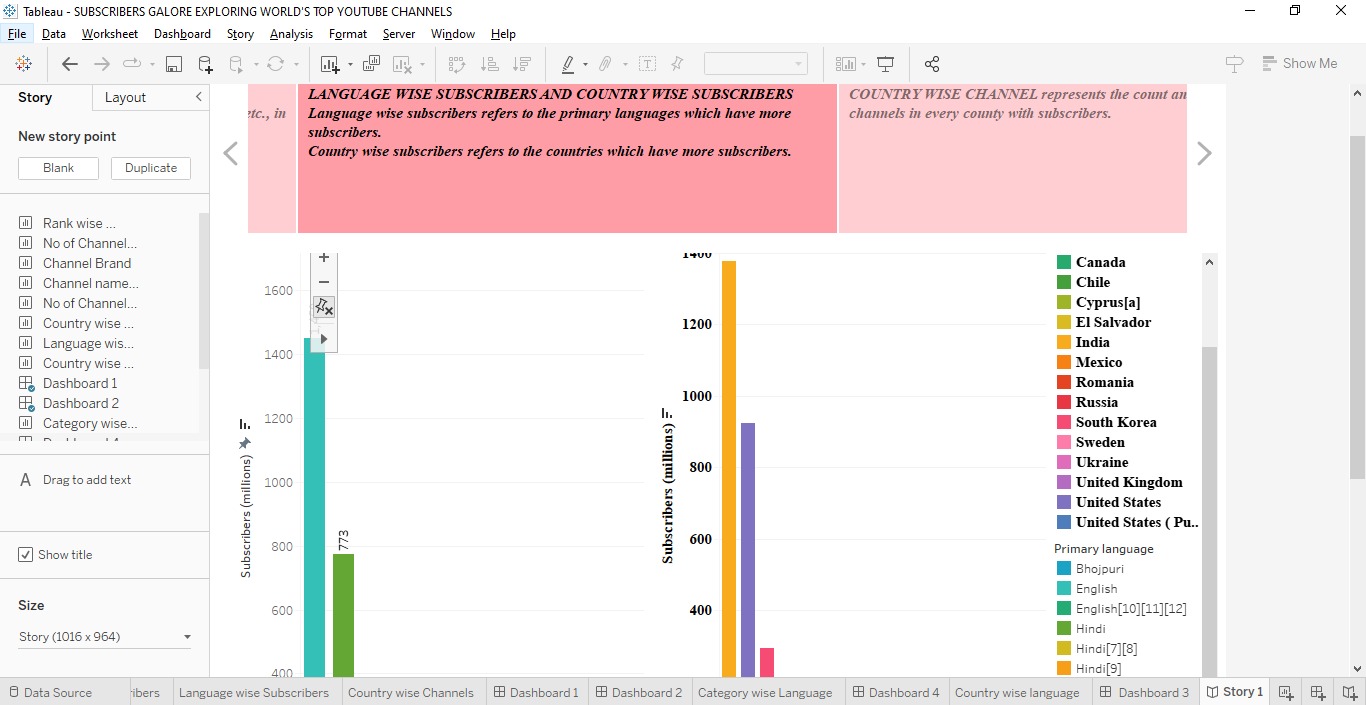 Tableau - SUBSCRIBERS GALORE EXPLORING WORLD'S TOP YOUTUBE CHANNELS
File Data Worksheet Dashboard Story Analysis Format Server Window Help
Show Me
Story Layout
New story point
Blank Duplicate
Rank wise ...
No of Channel...
Channel Brand
Channel name...
No of Channel...
Country wise ...
Language wis...
Country wise ...
Dashboard 1
Dashboard 2
Category wise...
A Drag to add text
Show title
Size
Story (1016 x 964)
etc., in
LANGUAGE WISE SUBSCRIBERS AND COUNTRY WISE SUBSCRIBERS
Language wise subscribers refers to the primary languages which have more
subscribers.
Country wise subscribers refers to the countries which have more subscribers.
COUNTRY WISE CHANNEL represents the count an
channels in every county with subscribers.
Subscribers (millions)
1600
1400
1200
1000
800
600
400
773
Subscribers (millions)
1400
1200
1000
800
600
400
Canada
Chile
Cyprus[a]
El Salvador
India
Mexico
Romania
Russia
South Korea
Sweden
Ukraine
United Kingdom
United States
United States ( Pu..
Primary language
Bhojpuri
English
English[10][11][12]
Hindi
Hindi[7][8]
Hindi[9]
Data Source ribers Language wise Subscribers Country wise Channels Dashboard 1 Dashboard 2 Category wise Language Dashboard 4 Country wise language Dashboard 3 Story 1